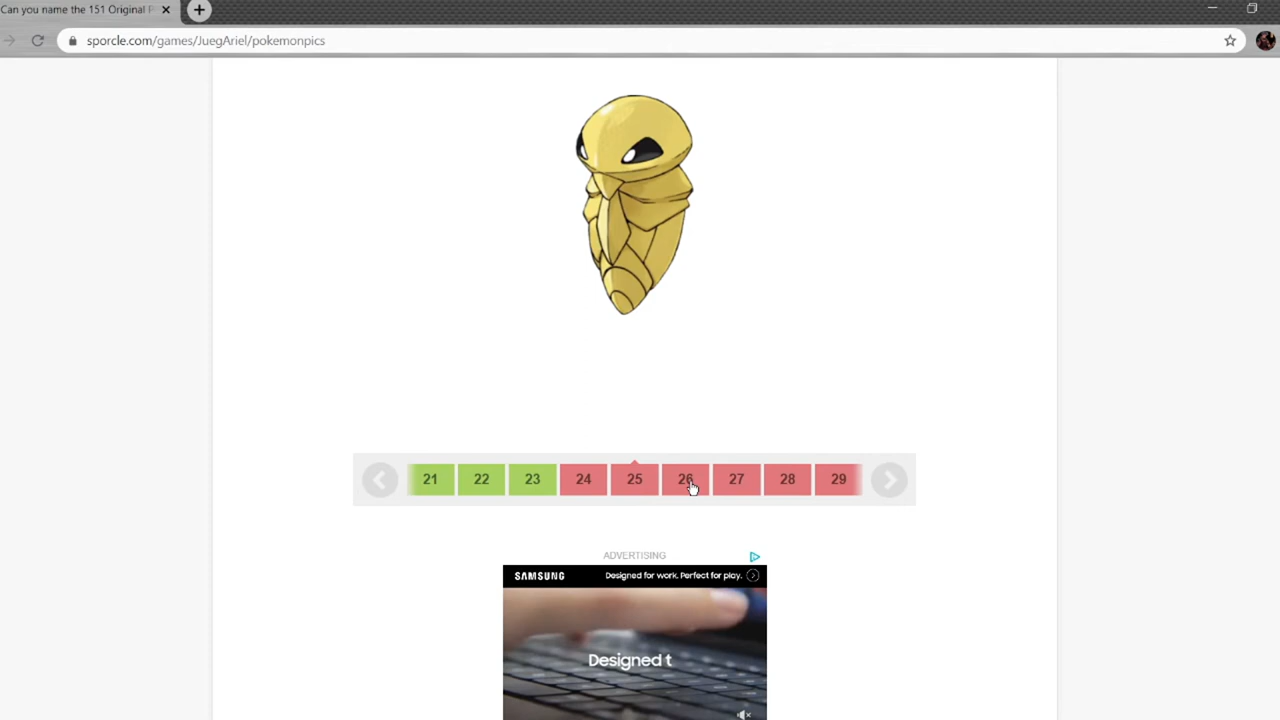 Can you name the 151 Original P
sporcle.com/games/JuegAriel/pokemonpics
21 22 23 24 25 26 27 28 29
ADVERTISING
SAMSUNG Designed for work. Perfect for play.
Designed t